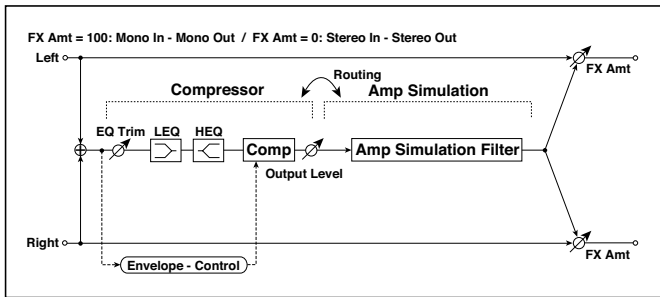 FX Amt = 100: Mono In - Mono Out / FX Amt = 0: Stereo In - Stereo Out
Left
FX Amt
Routing
Compressor
Amp Simulation
EQ Trim
LEQ
HEQ
Comp
Amp Simulation Filter
Output Level
Right
FX Amt
Envelope - Control